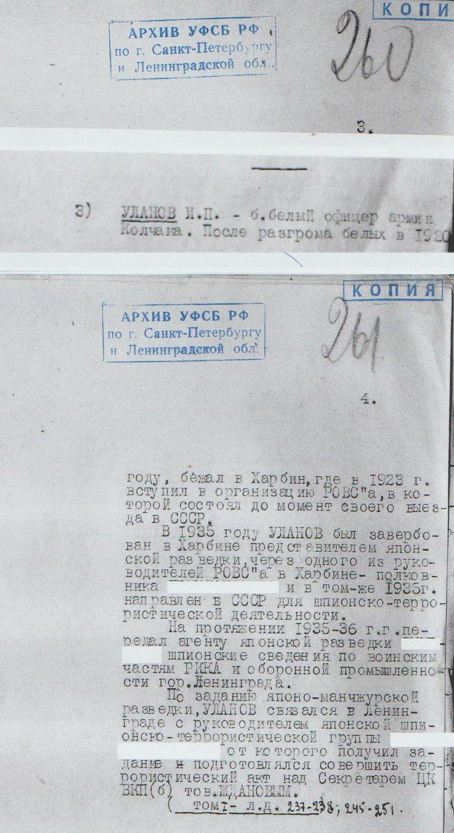 КОПИ
АРХИВ УФСБ РФ
по г. Санкт-Петербургу
и Ленинградской обл.
260
3.
3) УЛАНОВ И.П. - б.белый офицер армии
Колчака. После разгрома белых в 1920
КОПИЯ
АРХИВ УФСБ РФ
по г. Санкт-Петербургу
и Ленинградской обл.
261
4.
году, бежал в Харбин, где в 1923 г.
вступил в организацию РОВС"а, в ко-
торой состоял до момент своего выез-
да в СССР.
В 1935 году УЛАНОВ был завербо-
ван в Харбине представителем япон-
ской разведки, через одного из руко-
водителей РОВС"а в Харбине- полков-
ника и в том-же 1935г.
направлен в СССР для шпионско-терро-
ристической деятельности.
На протяжении 1935-36 г.г. пе-
редал агенту японской разведки
шпионские сведения по воинским
частям РККА и оборонной промышленно-
сти гор.Ленинграда.
По заданию японо-манчжурской
разведки, УЛАНОВ связался в Ленин-
граде с руководителем японской шпи-
онско-террористической группы
от которого получил за-
дание и подготовлялся совершить тер-
рористический акт над Секретарем ЦК
ВКП(б) тов.ЖДАНОВЫМ.
(том I- л.д. 237-238; 245-251.